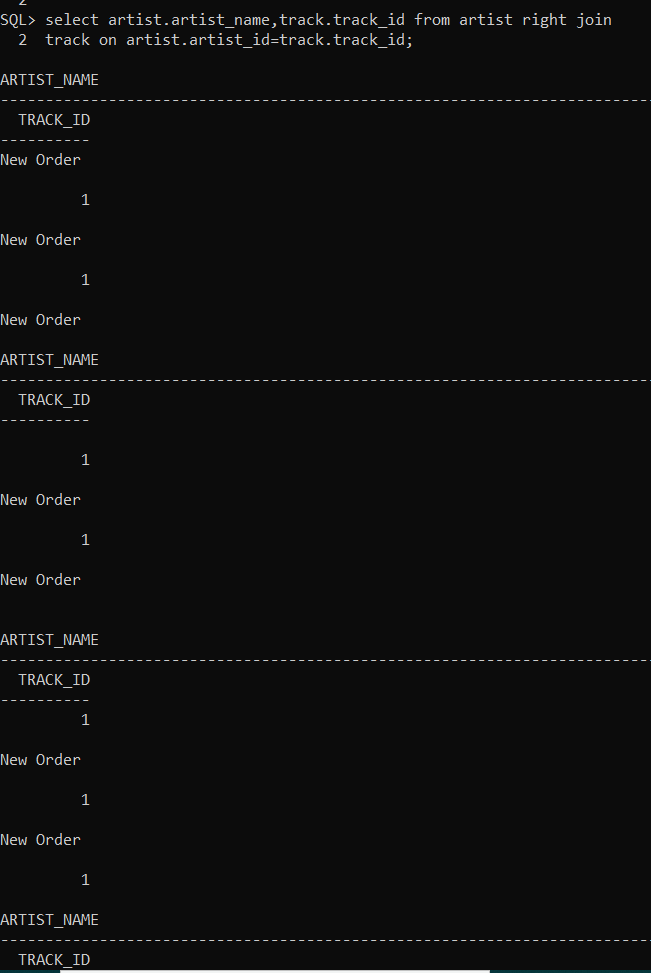 2
SQL> select artist.artist_name,track.track_id from artist right join
2 track on artist.artist_id=track.track_id;
ARTIST_NAME
--------------------------------------------------------------------------------
TRACK_ID
----------
New Order
1
New Order
1
New Order
ARTIST_NAME
--------------------------------------------------------------------------------
TRACK_ID
----------
1
New Order
1
New Order
ARTIST_NAME
--------------------------------------------------------------------------------
TRACK_ID
----------
1
New Order
1
New Order
1
ARTIST_NAME
--------------------------------------------------------------------------------
TRACK_ID